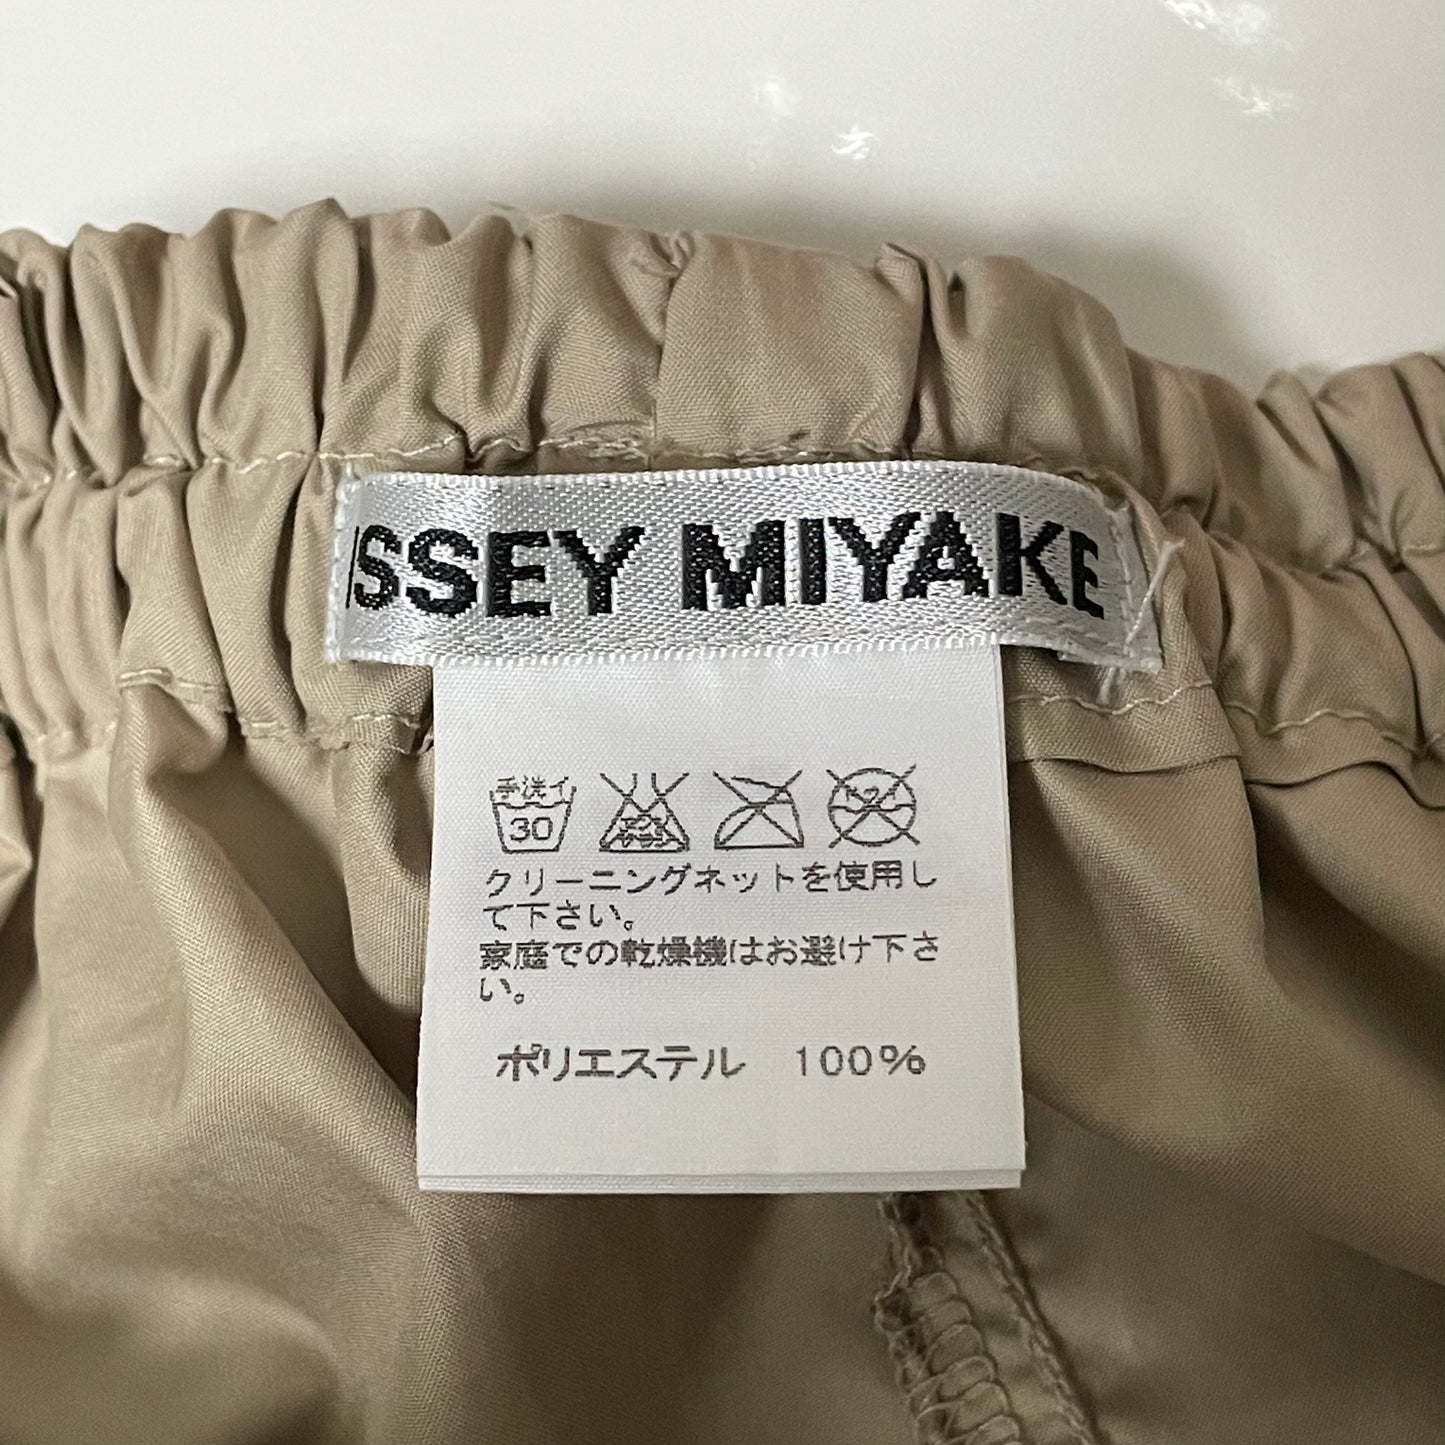 ISSEY MIYAKE
手洗イ
30
クリーニングネットを使用し
て下さい。
家庭での乾燥機はお避け下さ
い。
ポリエステル 100%